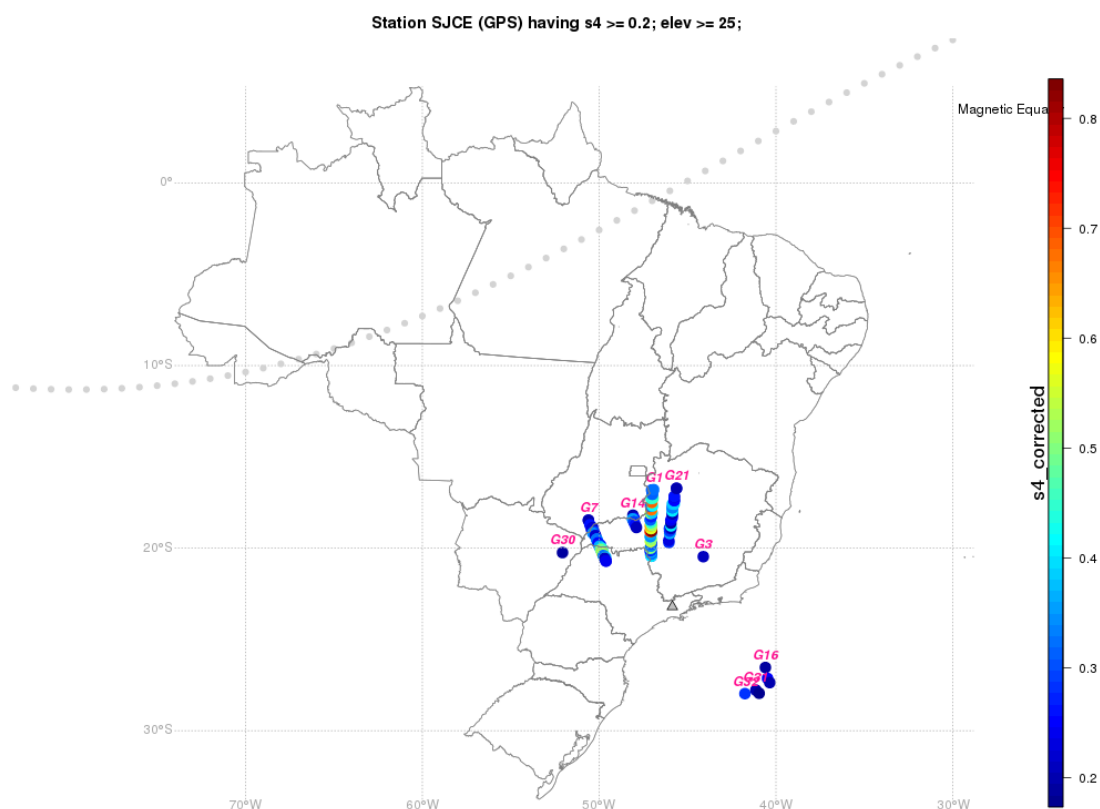 Station SJCE (GPS) having s4 >= 0.2; elev >= 25;
Magnetic Equa
0.8
0°
0.7
0.6
10°S
s4_corrected
0.5
G1 G21
G7 G14
0.4
20°S
G30 G3
0.3
G16
30°S
0.2
70°W 60°W 50°W 40°W 30°W